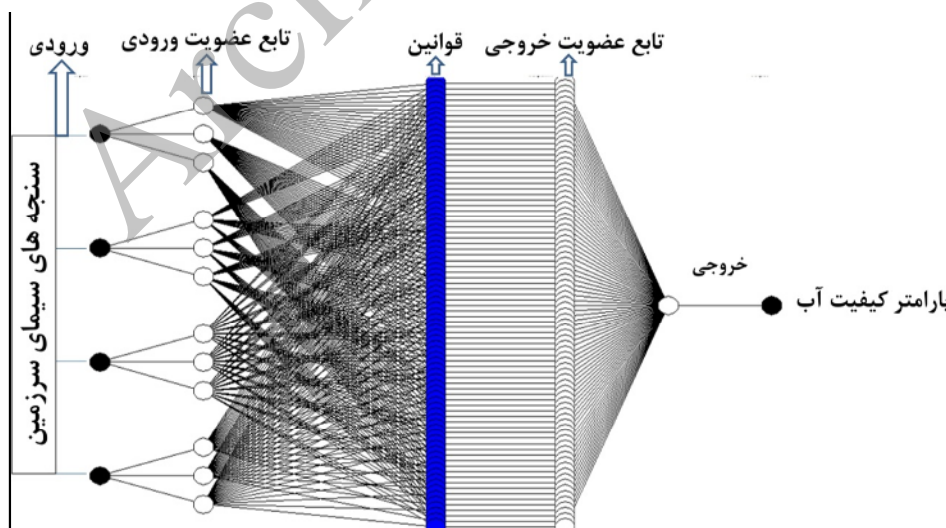 ورودی
تابع عضویت ورودی
قوانین
تابع عضویت خروجی
سنجه های سیمای سرزمین
خروجی
پارامتر کیفیت آب